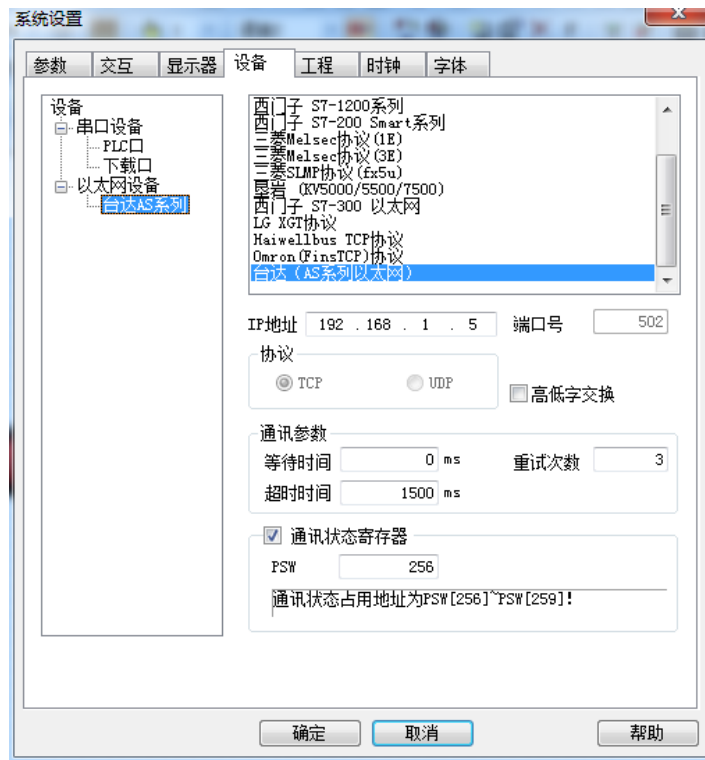 系统设置
参数 交互 显示器 设备 工程 时钟 字体
设备
串口设备
PLC口
下载口
以太网设备
台达AS系列
西门子 S7-1200系列
西门子 S7-200 Smart系列
三菱Melsec协议(1E)
三菱Melsec协议(3E)
三菱SLMP协议(fx5u)
基岩 (KV5000/5500/7500)
西门子 S7-300 以太网
LG XGT协议
Haiwellbus TCP协议
Omron(FinsTCP)协议
台达(AS系列以太网)
IP地址 192 . 168 . 1 . 5 端口号 502
协议
TCP UDP
高低字交换
通讯参数
等待时间 0 ms 重试次数 3
超时时间 1500 ms
通讯状态寄存器
PSW 256
通讯状态占用地址为PSW[256]~PSW[259]!
确定 取消 帮助